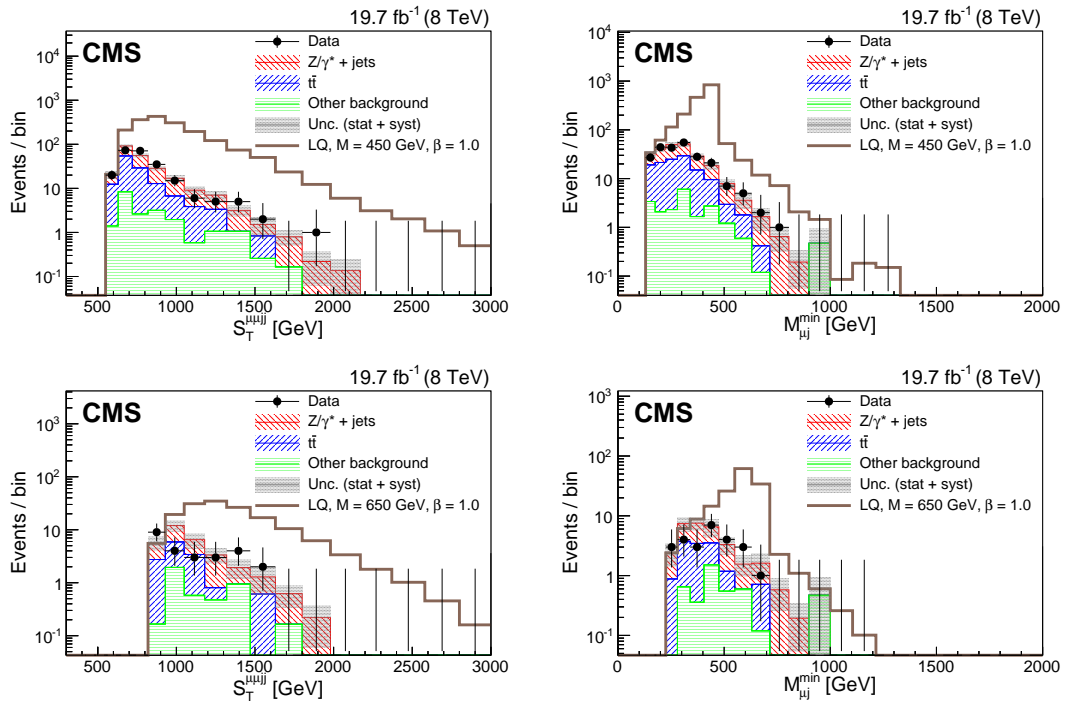 19.7 fb⁻¹ (8 TeV)
CMS
Data
Z/γ* + jets
tt̄
Other background
Unc. (stat + syst)
LQ, M = 450 GeV, β = 1.0
Events / bin
10⁴
10³
10²
10
1
10⁻¹
500 1000 1500 2000 2500 3000
S_T^μμjj [GeV]
19.7 fb⁻¹ (8 TeV)
CMS
Data
Z/γ* + jets
tt̄
Other background
Unc. (stat + syst)
LQ, M = 450 GeV, β = 1.0
Events / bin
10⁴
10³
10²
10
1
10⁻¹
0 500 1000 1500 2000
M_μj^min [GeV]
19.7 fb⁻¹ (8 TeV)
CMS
Data
Z/γ* + jets
tt̄
Other background
Unc. (stat + syst)
LQ, M = 650 GeV, β = 1.0
Events / bin
10³
10²
10
1
10⁻¹
500 1000 1500 2000 2500 3000
S_T^μμjj [GeV]
19.7 fb⁻¹ (8 TeV)
CMS
Data
Z/γ* + jets
tt̄
Other background
Unc. (stat + syst)
LQ, M = 650 GeV, β = 1.0
Events / bin
10³
10²
10
1
10⁻¹
0 500 1000 1500 2000
M_μj^min [GeV]